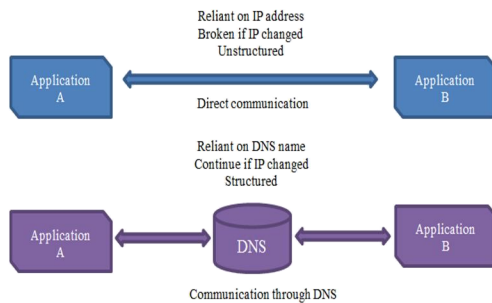 Reliant on IP address
Broken if IP changed
Unstructured
Application
A
Application
B
Direct communication
Reliant on DNS name
Continue if IP changed
Structured
Application
A
DNS
Application
B
Communication through DNS